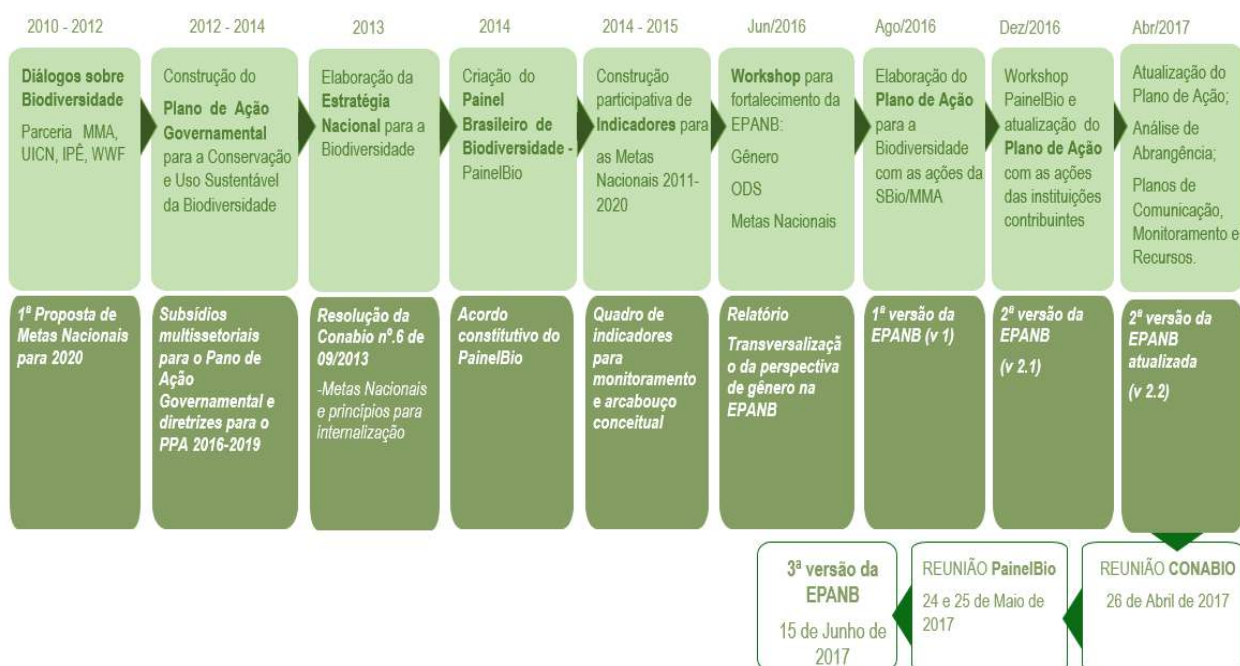 2010 - 2012
2012 - 2014
2013
2014
2014 - 2015
Jun/2016
Ago/2016
Dez/2016
Abr/2017
Diálogos sobre
Biodiversidade
Parceria MMA,
UICN, IPÊ, WWF
Construção do
Plano de Ação
Governamental
para a Conservação
e Uso Sustentável
da Biodiversidade
Elaboração da
Estratégia
Nacional para a
Biodiversidade
Criação do
Painel
Brasileiro de
Biodiversidade -
PainelBio
Construção
participativa de
Indicadores para
as Metas
Nacionais 2011-
2020
Workshop para
fortalecimento da
EPANB:
Gênero
ODS
Metas Nacionais
Elaboração do
Plano de Ação
para a
Biodiversidade
com as ações da
SBio/MMA
Workshop
PainelBio e
atualização do
Plano de Ação
com as ações
das instituições
contribuintes
Atualização do
Plano de Ação;
Análise de
Abrangência;
Planos de
Comunicação,
Monitoramento e
Recursos.
1ª Proposta de
Metas Nacionais
para 2020
Subsídios
multissetoriais
para o Pano de
Ação
Governamental e
diretrizes para o
PPA 2016-2019
Resolução da
Conabio nº.6 de
09/2013
-Metas Nacionais
e princípios para
internalização
Acordo
constitutivo do
PainelBio
Quadro de
indicadores
para
monitoramento
e arcabouço
conceitual
Relatório
Transversalizaçã
o da perspectiva
de gênero na
EPANB
1ª versão da
EPANB (v 1)
2ª versão da
EPANB
(v 2.1)
2ª versão da
EPANB
atualizada
(v 2.2)
REUNIÃO CONABIO
26 de Abril de 2017
REUNIÃO PainelBio
24 e 25 de Maio de
2017
3ª versão da
EPANB
15 de Junho de
2017